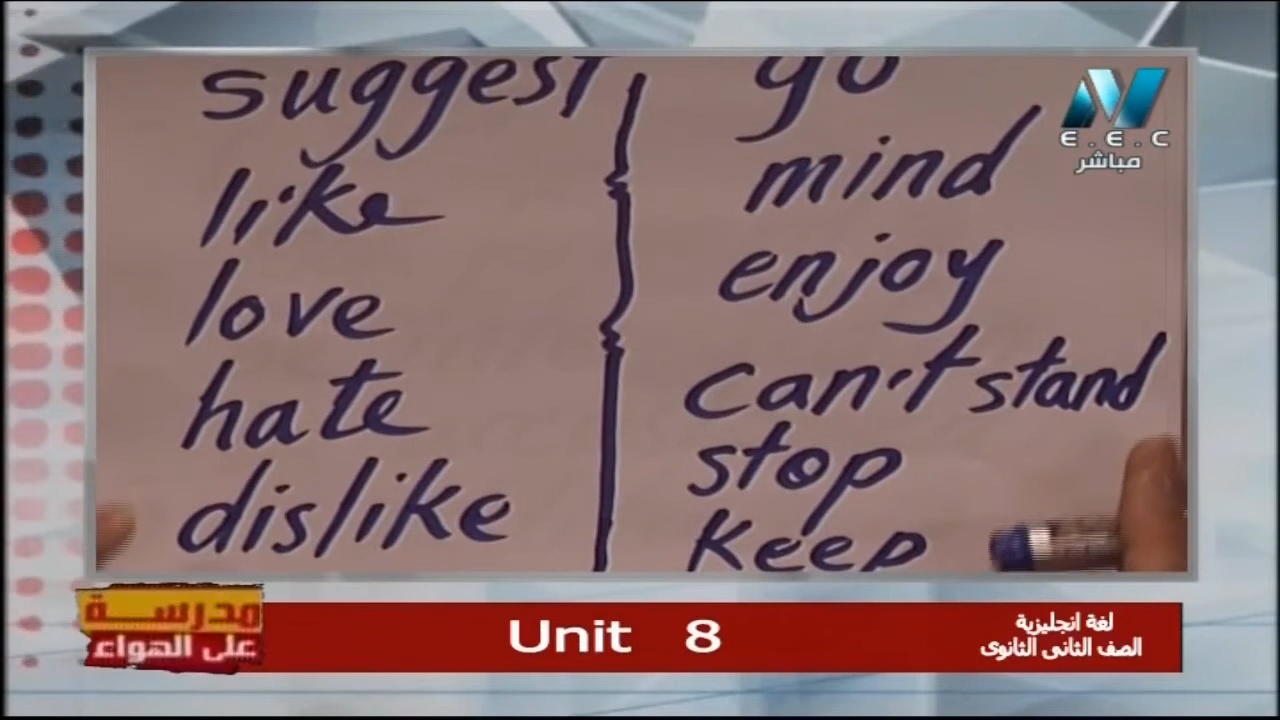 suggest
like
love
hate
dislike
go
mind
enjoy
can't stand
stop
keep
E.E.C
مباشر
مدرسة
على الهواء
Unit 8
لغة انجليزية
الصف الثانى الثانوى